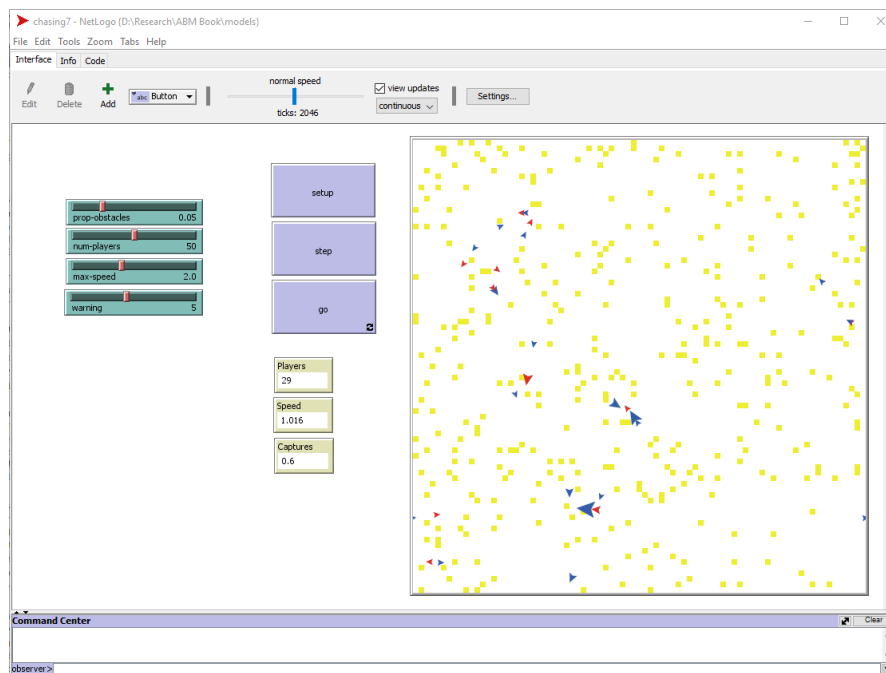 chasing7 - NetLogo {D:\Research\ABM Book\models}
File Edit Tools Zoom Tabs Help
Interface Info Code
Edit Delete Add abc Button normal speed ticks: 2046 view updates continuous Settings...
setup
prop-obstacles 0.05
num-players 50
step
max-speed 2.0
warning 5
go
Players
29
Speed
1.016
Captures
0.6
Command Center Clear
observer>